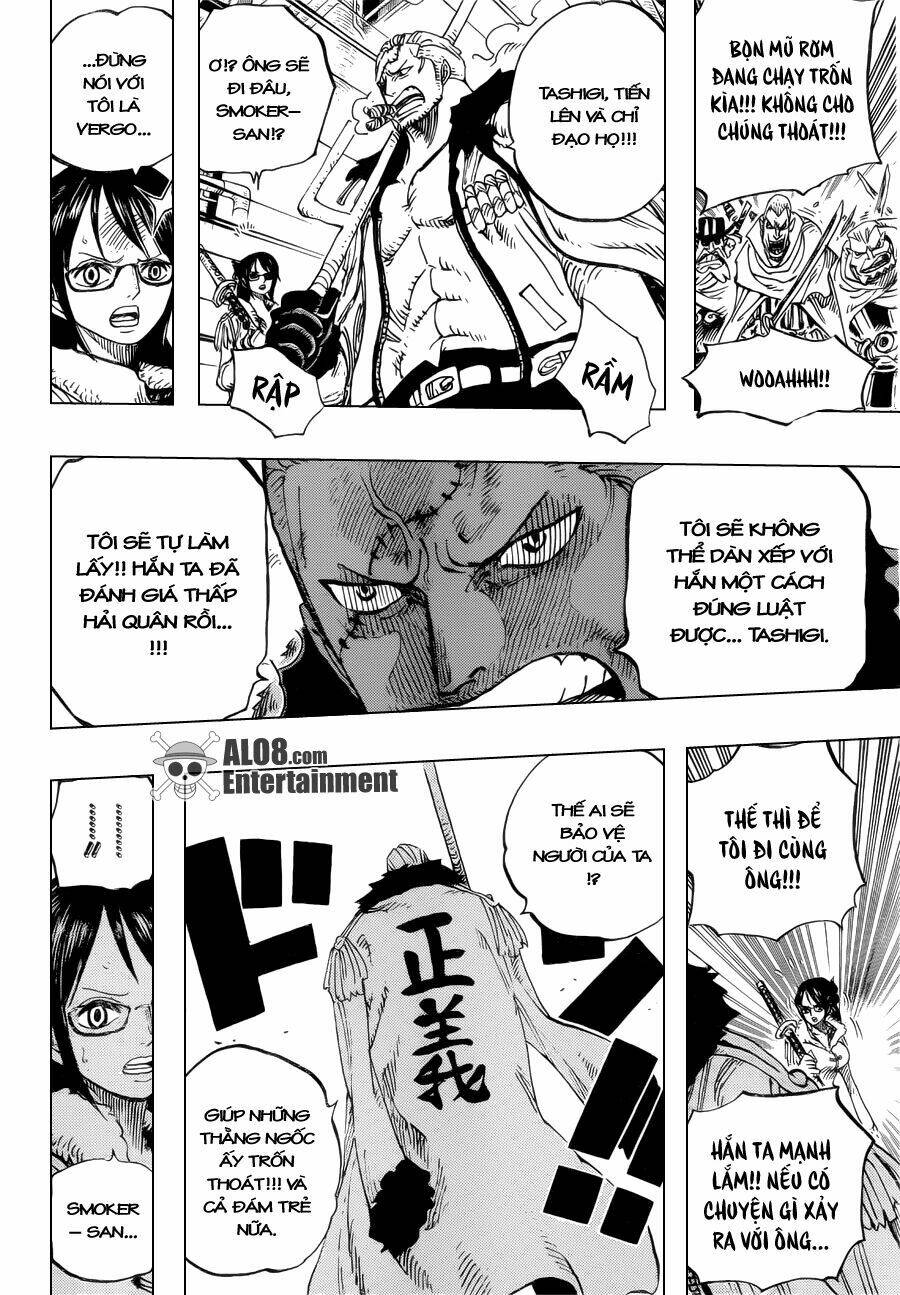 BỌN MŨ RƠM
ĐANG CHẠY TRỐN
KÌA!!! KHÔNG CHO
CHÚNG THOÁT!!!
WOOAHHH!!
TASHIGI, TIẾN
LÊN VÀ CHỈ
ĐẠO HỌ!!!
Ơ!? ÔNG SẼ
ĐI ĐÂU,
SMOKER-
SAN!?
RẦM
RẬP
...ĐỪNG
NÓI VỚI
TÔI LÀ
VERGO...
TÔI SẼ KHÔNG
THỂ DÀN XẾP VỚI
HẮN MỘT CÁCH
ĐÚNG LUẬT
ĐƯỢC... TASHIGI.
TÔI SẼ TỰ LÀM
LẤY!! HẮN TA ĐÃ
ĐÁNH GIÁ THẤP
HẢI QUÂN RỒI...
!!!
AL08.com
Entertainment
THẾ THÌ ĐỂ
TÔI ĐI CÙNG
ÔNG!!!
HẮN TA MẠNH
LẮM!! NẾU CÓ
CHUYỆN GÌ XẢY
RA VỚI ÔNG...
THẾ AI SẼ
BẢO VỆ
NGƯỜI CỦA TA
!?
ドン
正義
GIÚP NHỮNG
THẰNG NGỐC
ẤY TRỐN
THOÁT!!! VÀ
CẢ ĐÁM TRẺ
NỮA.
SMOKER
– SAN...